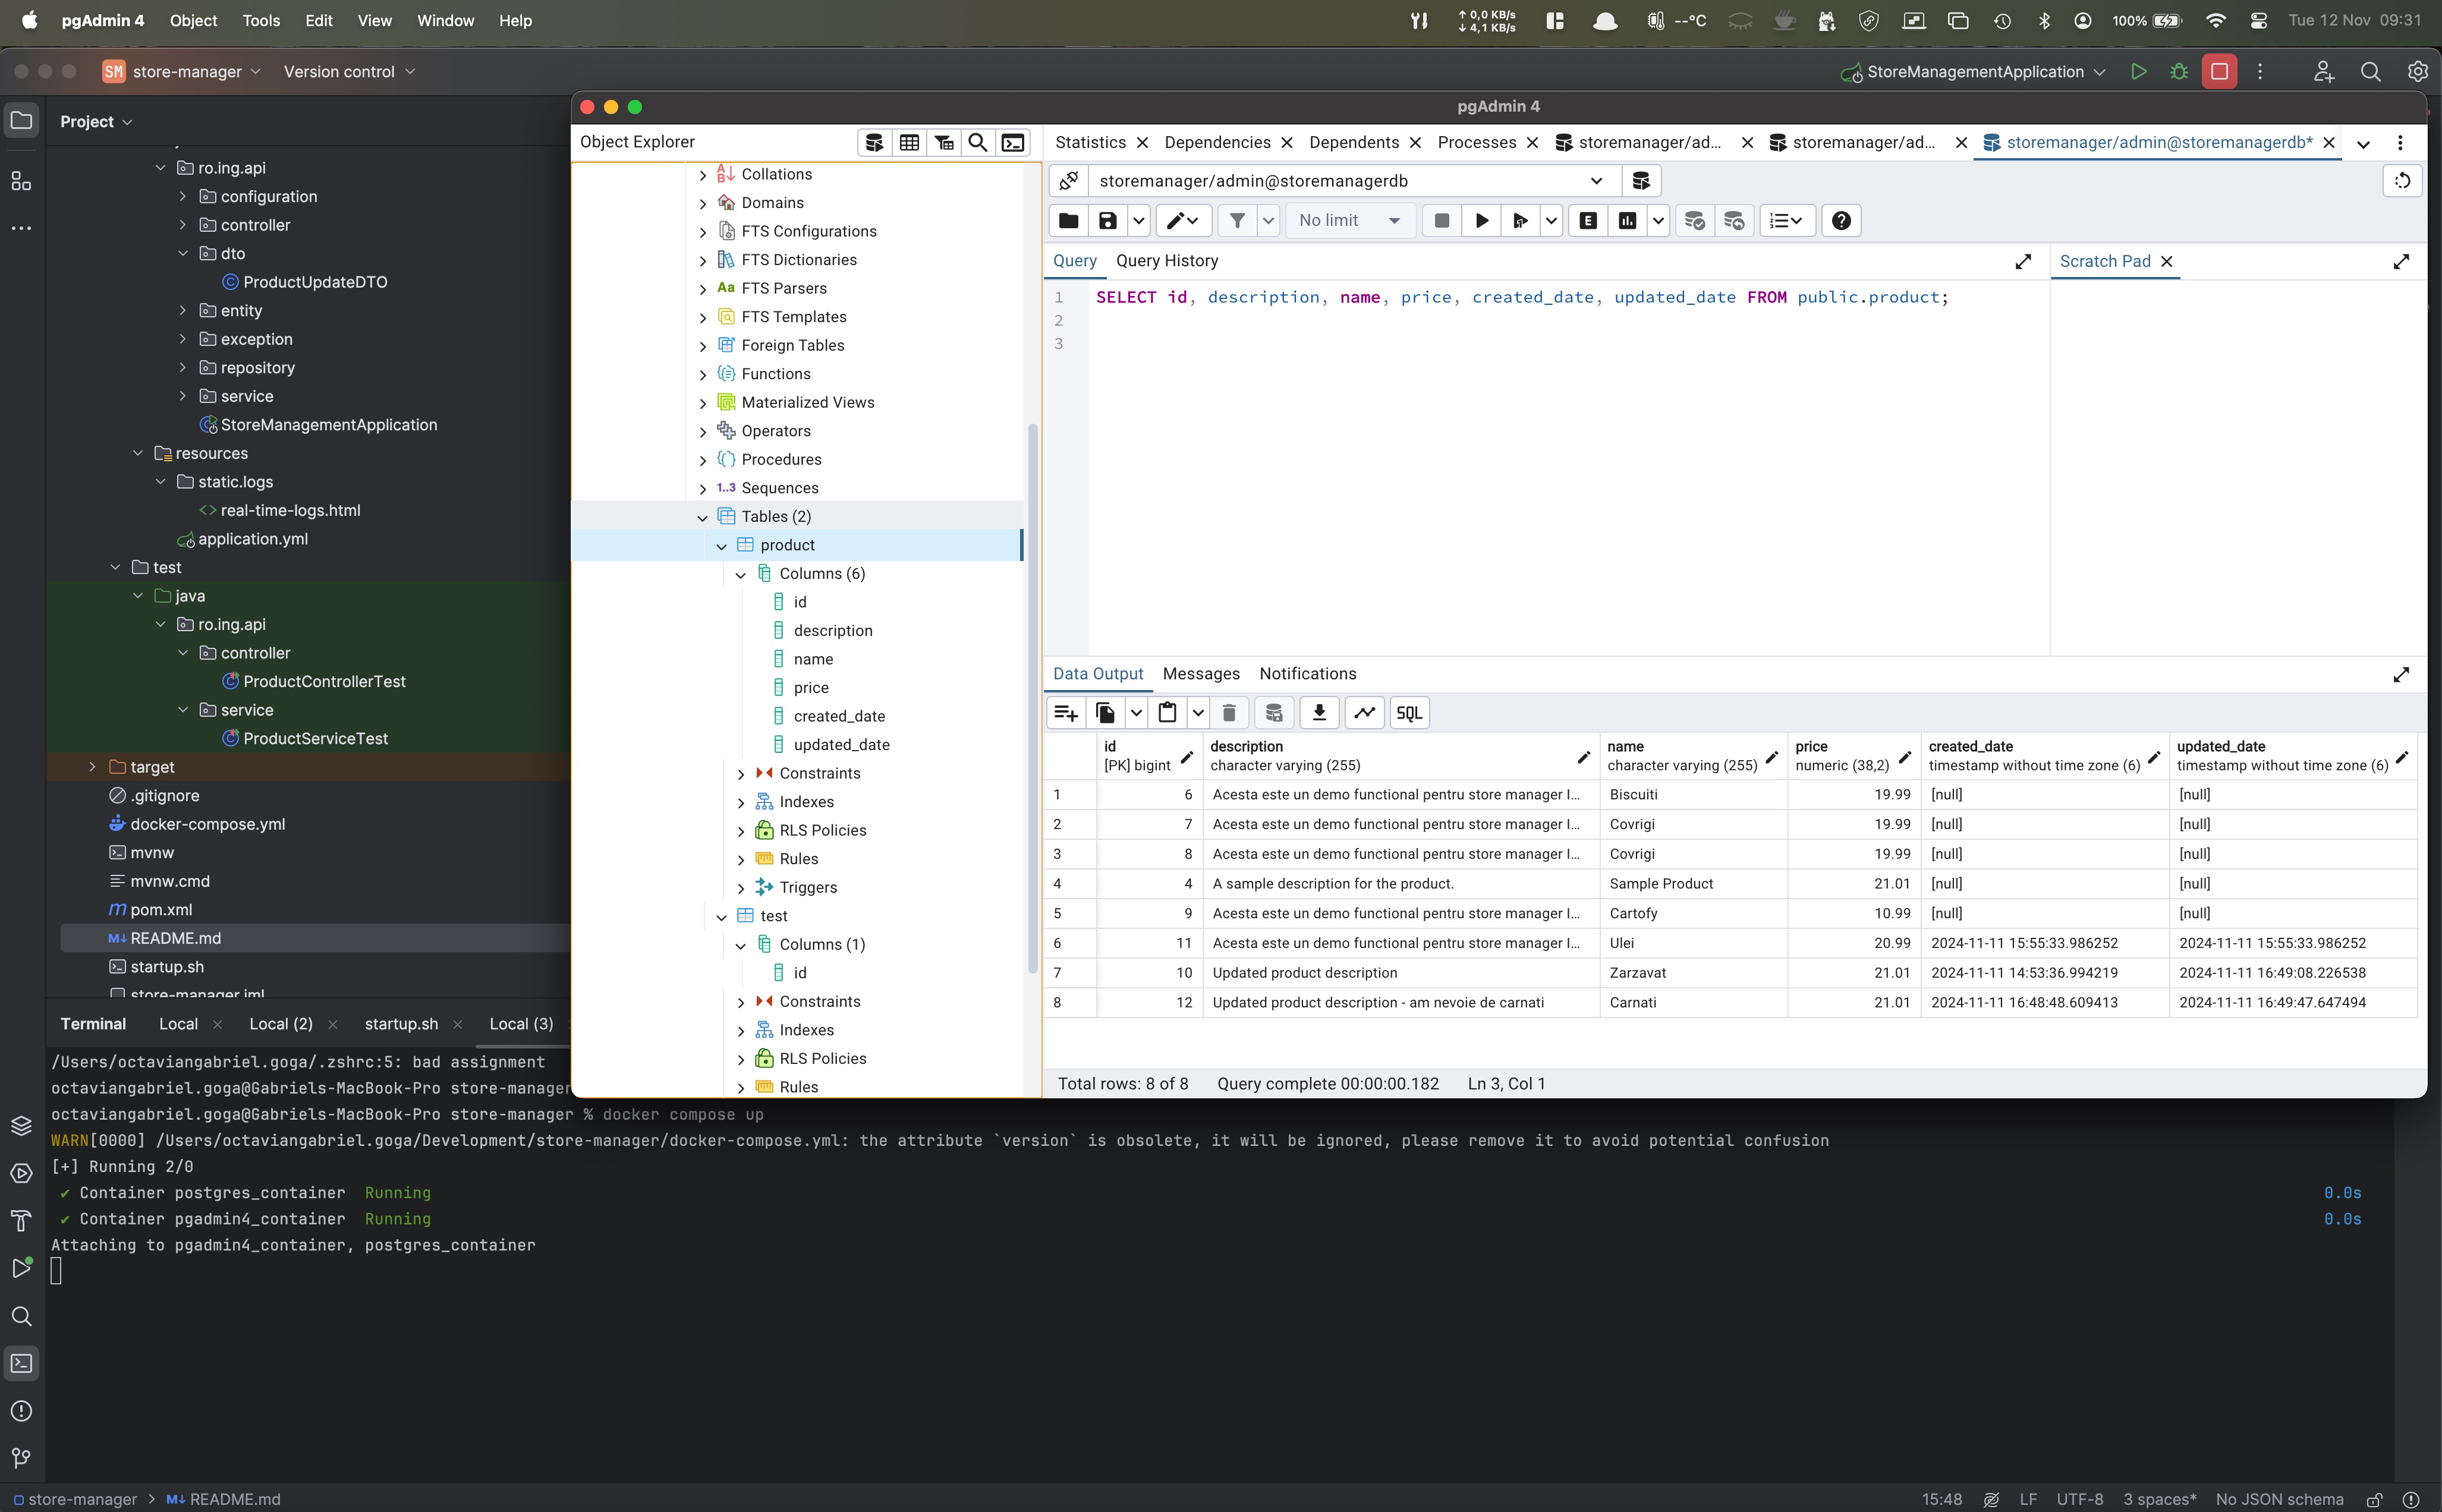 pgAdmin 4 Object Tools Edit View Window Help
↑ 0,0 KB/s
↓ 4,1 KB/s
--°C 100% Tue 12 Nov 09:31
SM store-manager Version control StoreManagementApplication
Project
ro.ing.api
configuration
controller
dto
ProductUpdateDTO
entity
exception
repository
service
StoreManagementApplication
resources
static.logs
real-time-logs.html
application.yml
test
java
ro.ing.api
controller
ProductControllerTest
service
ProductServiceTest
target
.gitignore
docker-compose.yml
mvnw
mvnw.cmd
pom.xml
README.md
startup.sh
store-manager.iml
pgAdmin 4
Object Explorer
Collations
Domains
FTS Configurations
FTS Dictionaries
Aa FTS Parsers
FTS Templates
Foreign Tables
Functions
Materialized Views
Operators
Procedures
1..3 Sequences
Tables (2)
product
Columns (6)
id
description
name
price
created_date
updated_date
Constraints
Indexes
RLS Policies
Rules
Triggers
test
Columns (1)
id
Constraints
Indexes
RLS Policies
Rules
Statistics Dependencies Dependents Processes storemanager/ad... storemanager/ad... storemanager/admin@storemanagerdb*
storemanager/admin@storemanagerdb
No limit E
Query Query History Scratch Pad
1 SELECT id, description, name, price, created_date, updated_date FROM public.product;
2
3
Data Output Messages Notifications
SQL
id description name price created_date updated_date
[PK] bigint character varying (255) character varying (255) numeric (38,2) timestamp without time zone (6) timestamp without time zone (6)
1 6 Acesta este un demo functional pentru store manager I... Biscuiti 19.99 [null] [null]
2 7 Acesta este un demo functional pentru store manager I... Covrigi 19.99 [null] [null]
3 8 Acesta este un demo functional pentru store manager I... Covrigi 19.99 [null] [null]
4 4 A sample description for the product. Sample Product 21.01 [null] [null]
5 9 Acesta este un demo functional pentru store manager I... Cartofy 10.99 [null] [null]
6 11 Acesta este un demo functional pentru store manager I... Ulei 20.99 2024-11-11 15:55:33.986252 2024-11-11 15:55:33.986252
7 10 Updated product description Zarzavat 21.01 2024-11-11 14:53:36.994219 2024-11-11 16:49:08.226538
8 12 Updated product description - am nevoie de carnati Carnati 21.01 2024-11-11 16:48:48.609413 2024-11-11 16:49:47.647494
Total rows: 8 of 8 Query complete 00:00:00.182 Ln 3, Col 1
Terminal Local Local (2) startup.sh Local (3)
/Users/octaviangabriel.goga/.zshrc:5: bad assignment
octaviangabriel.goga@Gabriels-MacBook-Pro store-manager
octaviangabriel.goga@Gabriels-MacBook-Pro store-manager % docker compose up
WARN[0000] /Users/octaviangabriel.goga/Development/store-manager/docker-compose.yml: the attribute `version` is obsolete, it will be ignored, please remove it to avoid potential confusion
[+] Running 2/0
✔ Container postgres_container Running 0.0s
✔ Container pgadmin4_container Running 0.0s
Attaching to pgadmin4_container, postgres_container
store-manager > README.md 15:48 LF UTF-8 3 spaces* No JSON schema